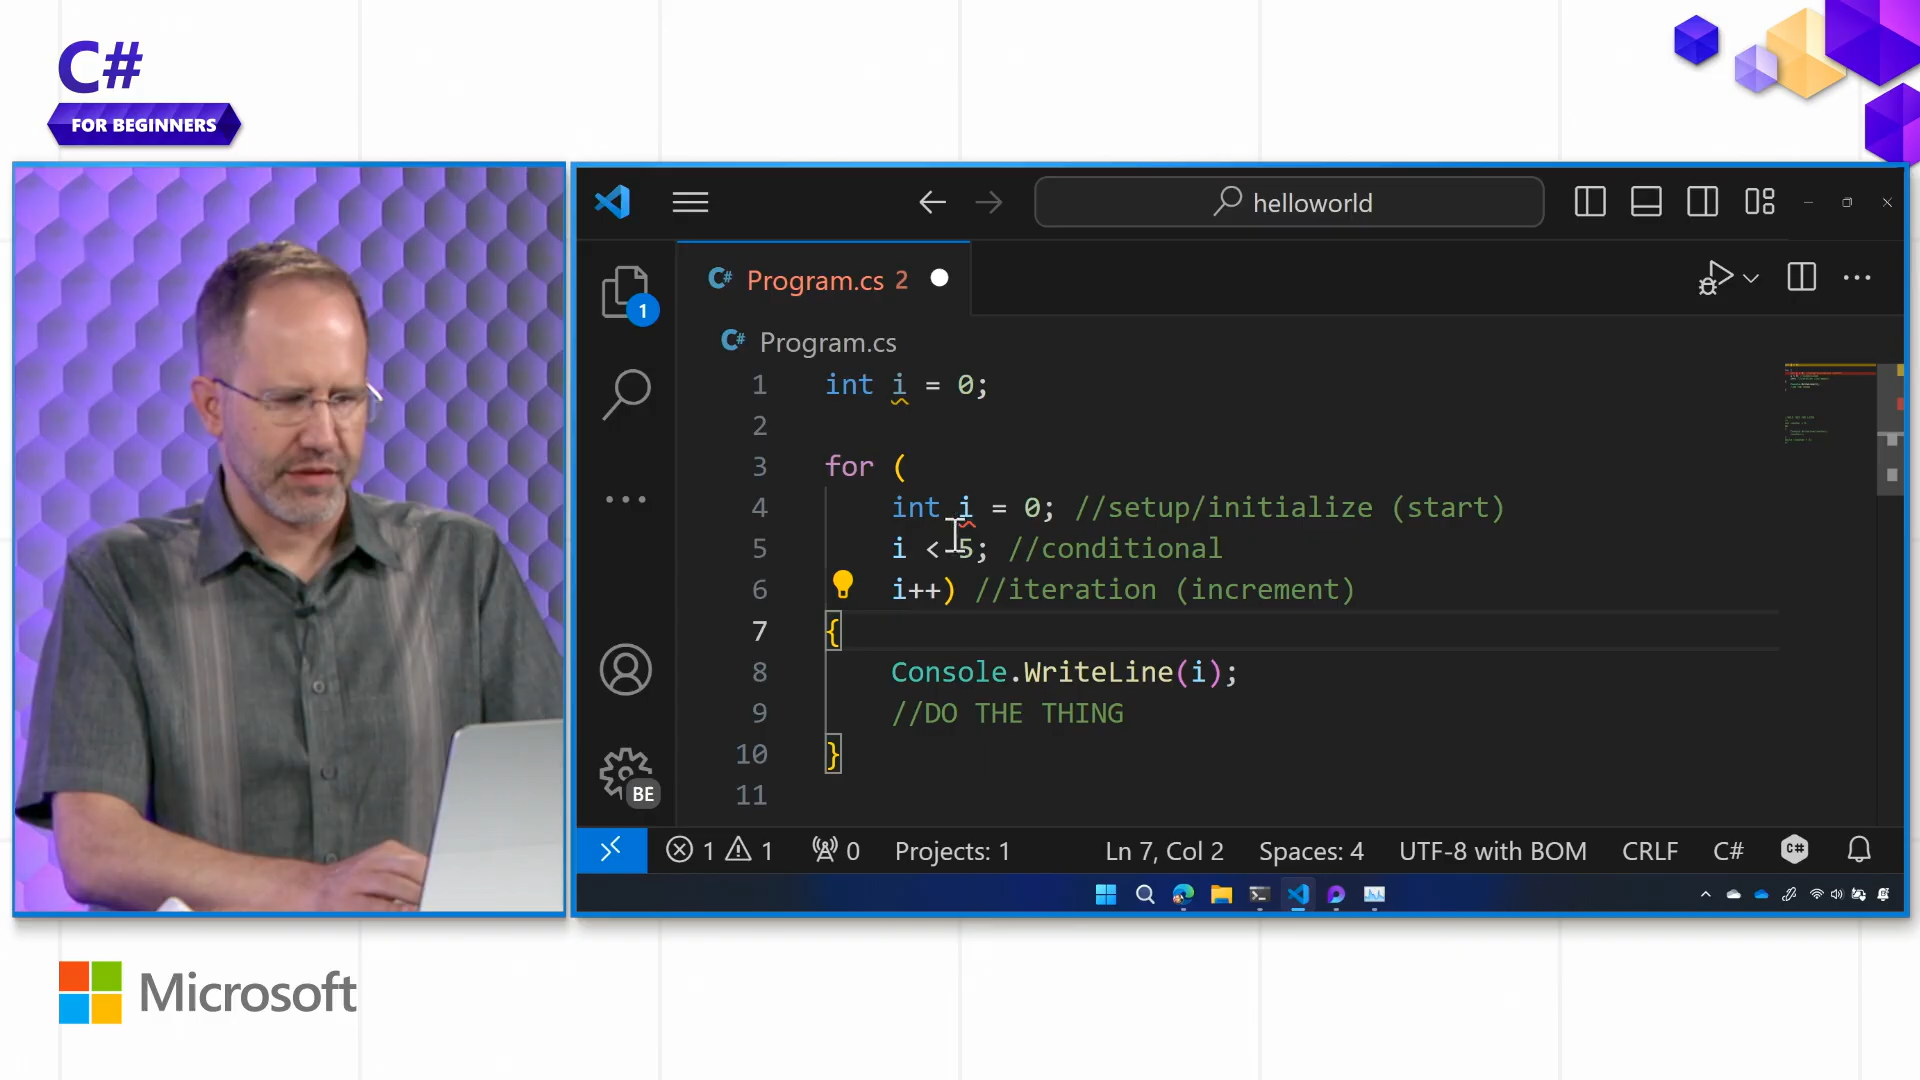 C#
FOR BEGINNERS
helloworld
1
C# Program.cs 2
C# Program.cs
1 int i = 0;
2
3 for (
4 int i = 0; //setup/initialize (start)
5 i < 5; //conditional
6 i++) //iteration (increment)
7 {
8 Console.WriteLine(i);
9 //DO THE THING
10 }
11
BE
1 1 0 Projects: 1 Ln 7, Col 2 Spaces: 4 UTF-8 with BOM CRLF C# C#
Microsoft